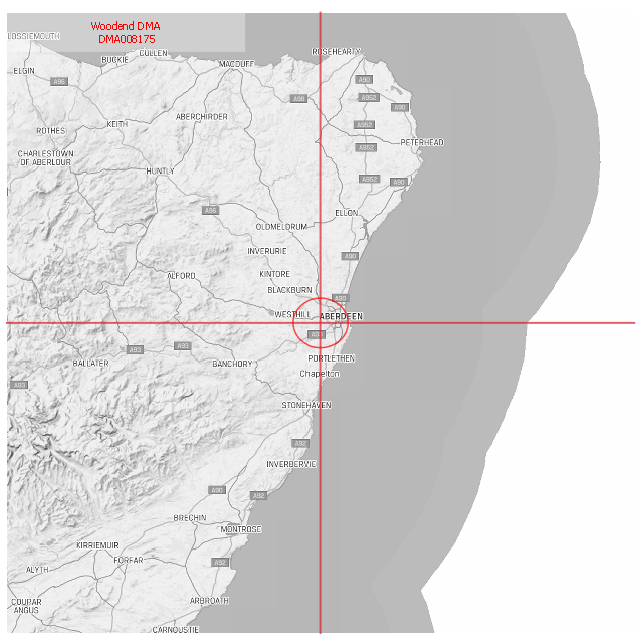 Woodend DMA
DMA008175
LOSSIEMOUTH
CULLEN
ROSEHEARTY
BUCKIE
MACDUFF
ELGIN
A96
A90
A98
A952
A90
ABERCHIRDER
KEITH
A952
ROTHES
PETERHEAD
A952
CHARLESTOWN
OF ABERLOUR
HUNTLY
A952
A90
A96
ELLON
OLDMELDRUM
INVERURIE
A90
KINTORE
ALFORD
BLACKBURN
A90
WESTHILL
ABERDEEN
A93
A93
PORTLETHEN
BALLATER
BANCHORY
Chapelton
A93
STONEHAVEN
A92
INVERBERVIE
A90
A92
BRECHIN
MONTROSE
KIRRIEMUIR
FORFAR
A92
ALYTH
ARBROATH
COUPAR
ANGUS
CARNOUSTIE